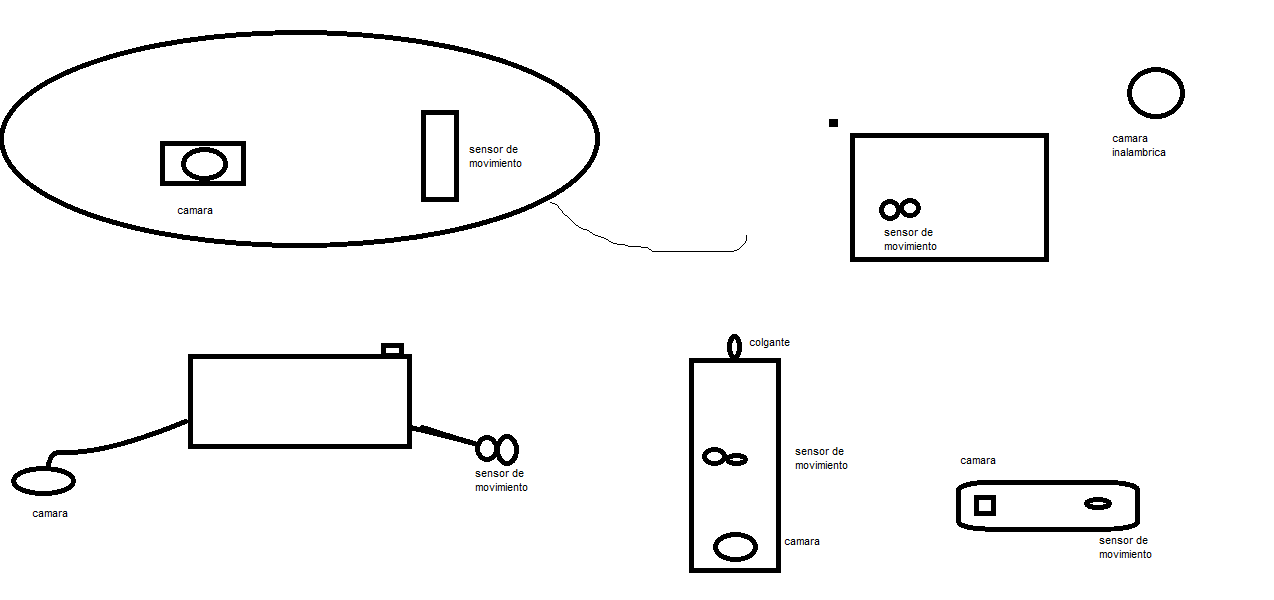 sensor de
movimiento
camara
camara
inalambrica
sensor de
movimiento
colgante
sensor de
movimiento
camara
sensor de
movimiento
camara
camara
sensor de
movimiento